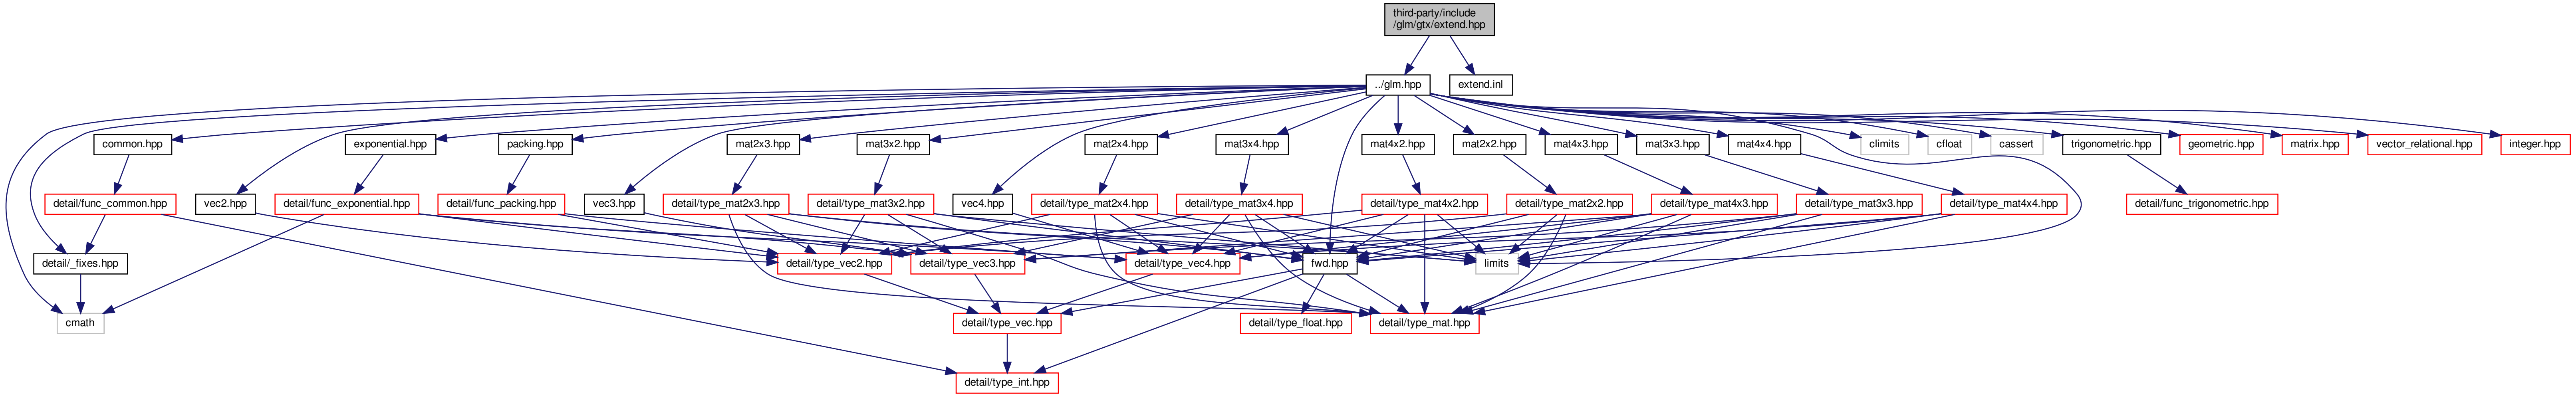 third-party/include
/glm/gtx/extend.hpp
../glm.hpp
extend.inl
common.hpp
exponential.hpp
packing.hpp
mat2x3.hpp
mat3x2.hpp
mat2x4.hpp
mat3x4.hpp
mat4x2.hpp
mat2x2.hpp
mat4x3.hpp
mat3x3.hpp
mat4x4.hpp
climits
cfloat
cassert
trigonometric.hpp
geometric.hpp
matrix.hpp
vector_relational.hpp
integer.hpp
detail/func_common.hpp
vec2.hpp
detail/func_exponential.hpp
detail/func_packing.hpp
vec3.hpp
detail/type_mat2x3.hpp
detail/type_mat3x2.hpp
vec4.hpp
detail/type_mat2x4.hpp
detail/type_mat3x4.hpp
detail/type_mat4x2.hpp
detail/type_mat2x2.hpp
detail/type_mat4x3.hpp
detail/type_mat3x3.hpp
detail/type_mat4x4.hpp
detail/func_trigonometric.hpp
detail/_fixes.hpp
detail/type_vec2.hpp
detail/type_vec3.hpp
detail/type_vec4.hpp
fwd.hpp
limits
cmath
detail/type_vec.hpp
detail/type_float.hpp
detail/type_mat.hpp
detail/type_int.hpp